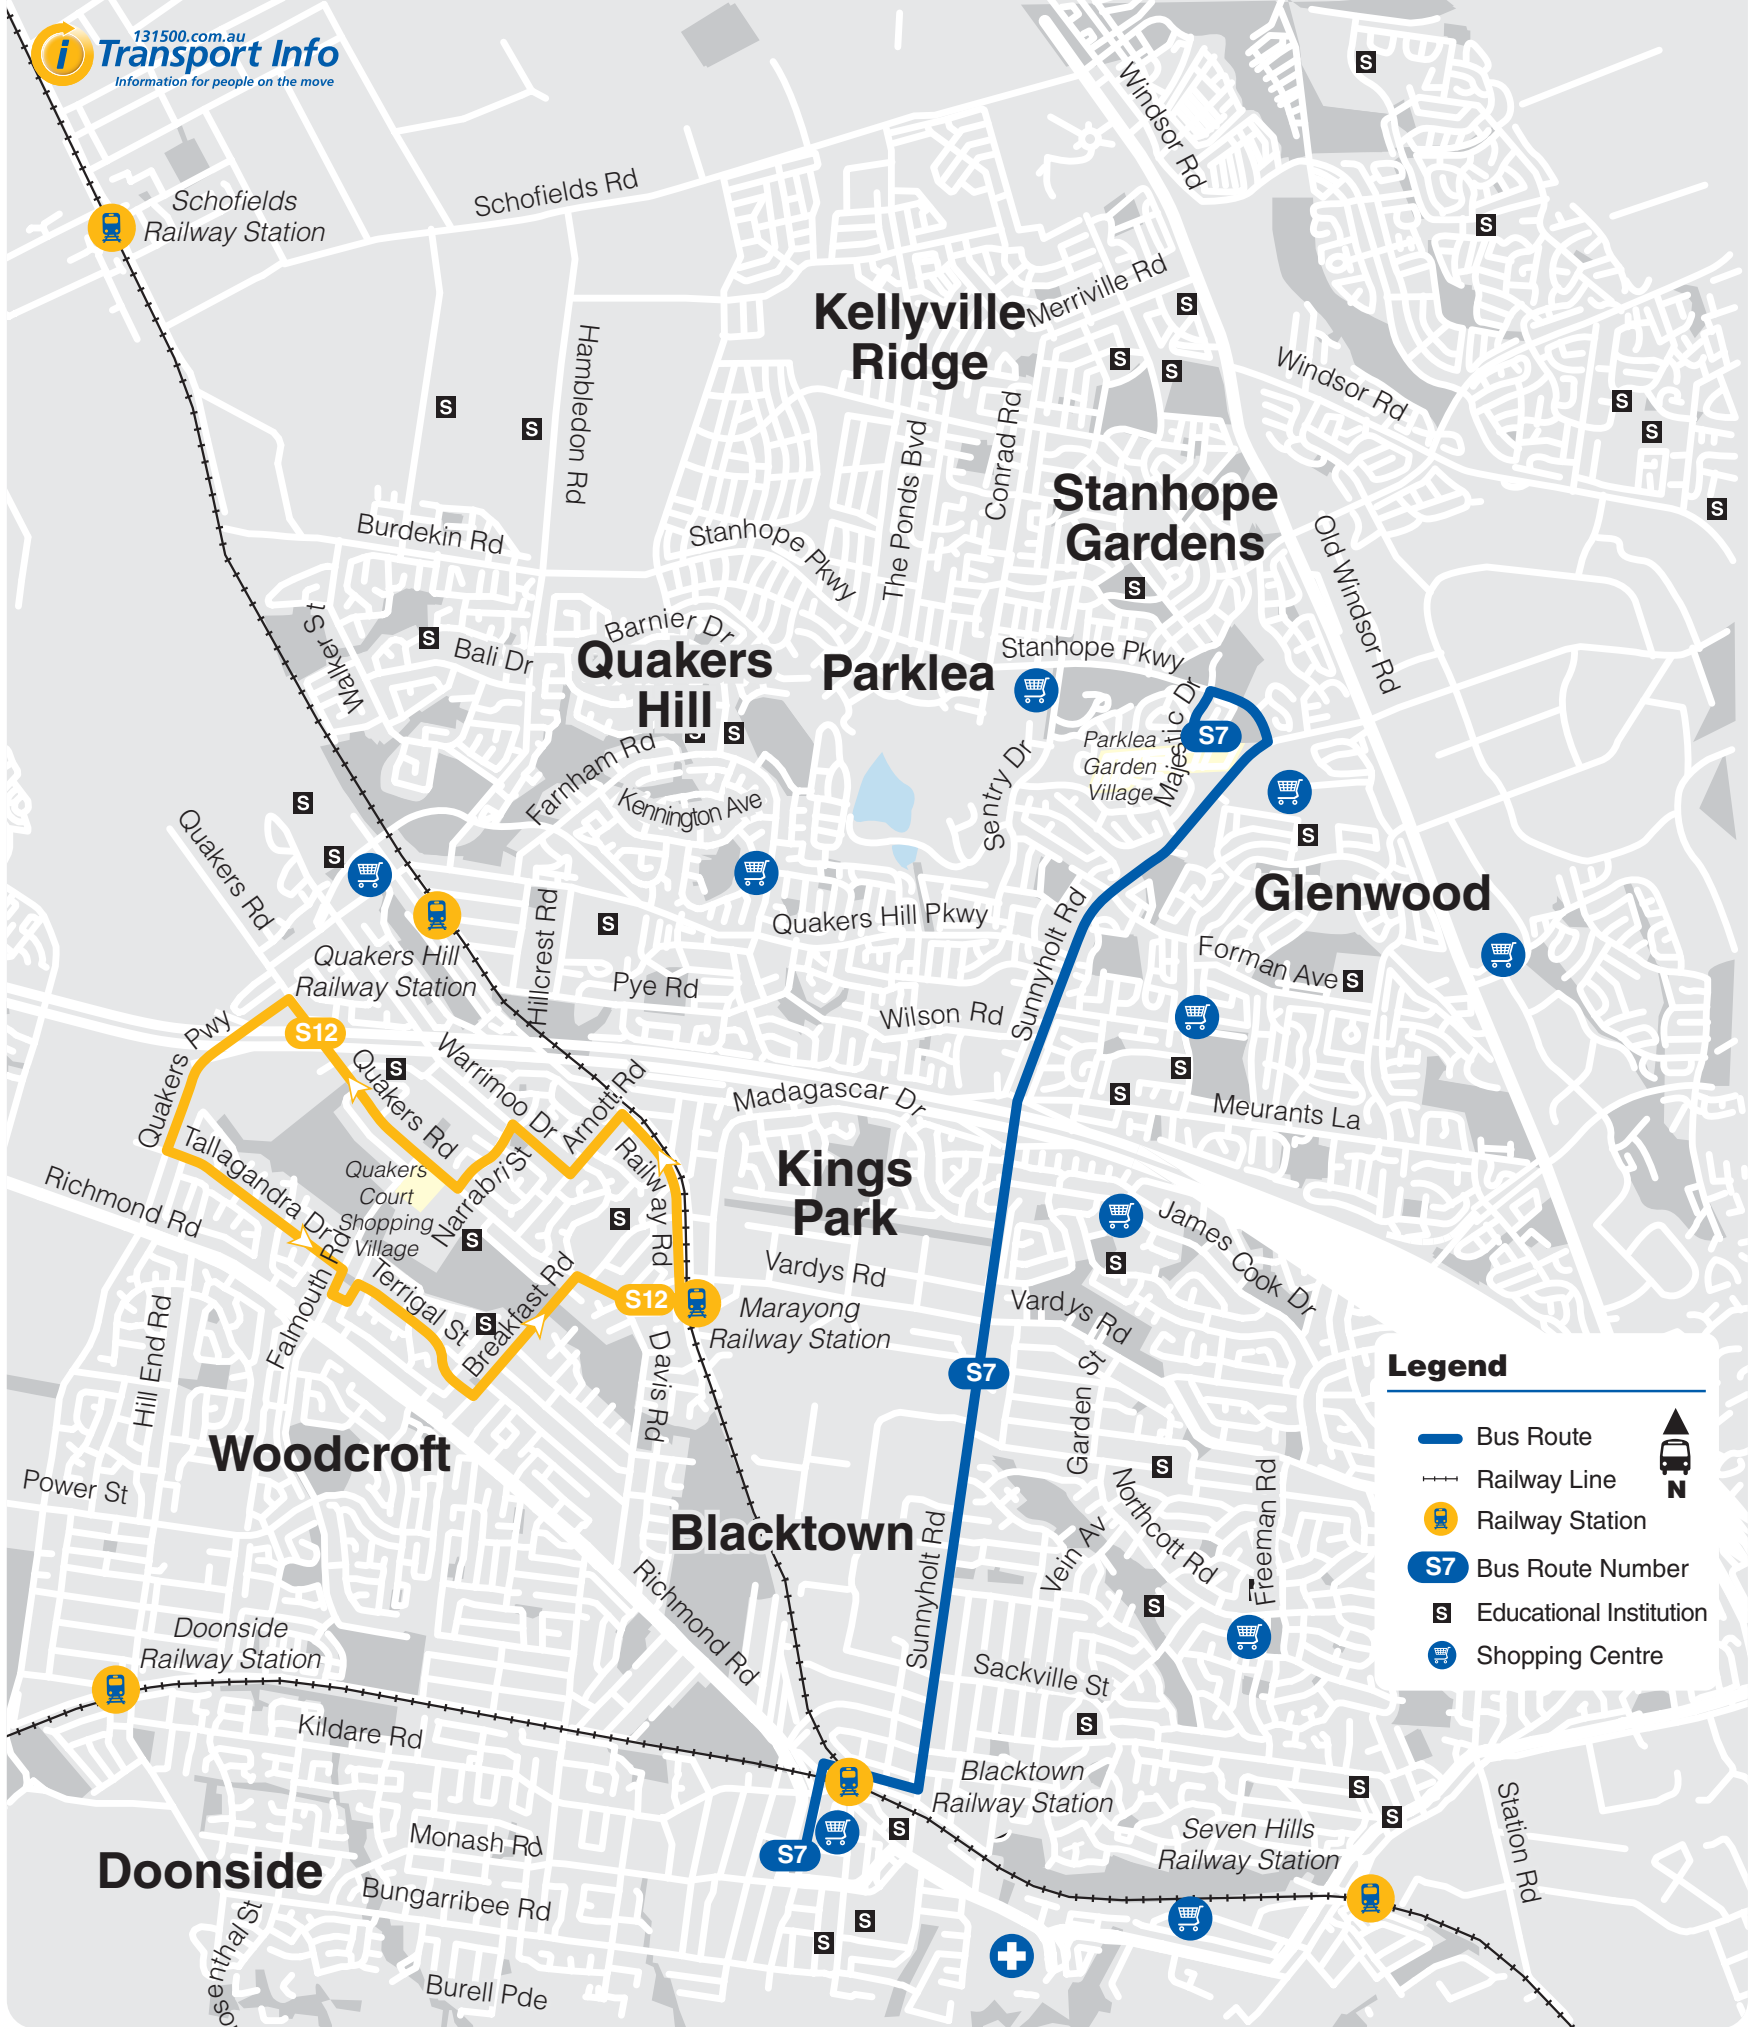 131500.com.au
i Transport Info
Information for people on the move
Schofields
Railway Station
Schofields Rd
Windsor Rd
S
S
Kellyville
Ridge
Merriville Rd
S
S
S
Windsor Rd
S
S
S
Hambledon Rd
S
S
The Ponds Bvd
Conrad Rd
Stanhope
Gardens
S
Burdekin Rd
Stanhope Pkwy
Old Windsor Rd
Walker St
S
Bali Dr
Barnier Dr
Quakers
Hill
S
S
Parklea
Stanhope Pkwy
Majestic Dr
S7
Parklea
Garden
Village
Sentry Dr
Farnham Rd
Kennington Ave
S
S
S
Quakers Rd
Glenwood
Quakers Hill
Railway Station
Hillcrest Rd
S
Quakers Hill Pkwy
Pye Rd
Wilson Rd
Sunnyholt Rd
Forman Ave
S
S
S
Meurants La
Quakers Pwy
S12
S
Quakers Rd
Warrimoo Dr
Arnott Rd
Madagascar Dr
Tallagandra Dr
Richmond Rd
Quakers
Court
Shopping
Village
Narrabri St
S
S
Railway Rd
Kings
Park
Vardys Rd
S
James Cook Dr
Falmouth Rd
Terrigal St
S
Breakfast Rd
S12
Marayong
Railway Station
Vardys Rd
Hill End Rd
Davis Rd
S7
Garden St
Woodcroft
Power St
Blacktown
S
Northcott Rd
Freeman Rd
Vein Av
S
Richmond Rd
Sunnyholt Rd
Sackville St
S
Legend
Bus Route
Railway Line
N
Railway Station
S7 Bus Route Number
S Educational Institution
Shopping Centre
Doonside
Railway Station
Kildare Rd
Blacktown
Railway Station
S7
S
Seven Hills
Railway Station
S
S
Station Rd
Doonside
Monash Rd
Bungarribee Rd
S
S
Burell Pde